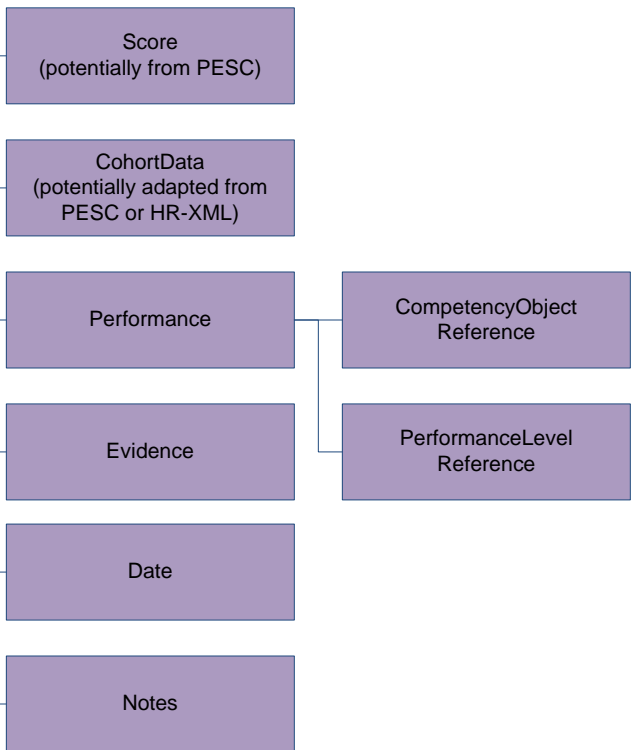 Score
(potentially from PESC)
CohortData
(potentially adapted from
PESC or HR-XML)
Performance
CompetencyObject
Reference
Evidence
PerformanceLevel
Reference
Date
Notes